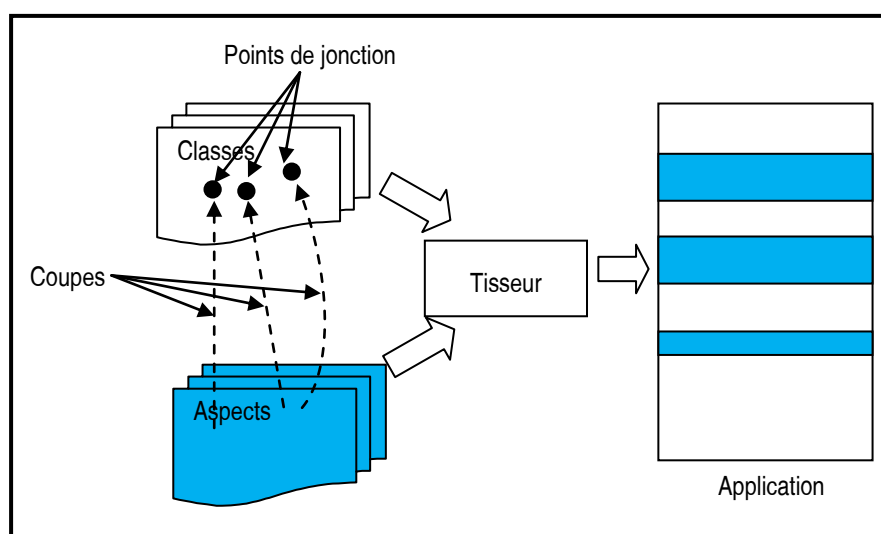 Points de jonction
Classes
Coupes
Tisseur
Aspects
Application